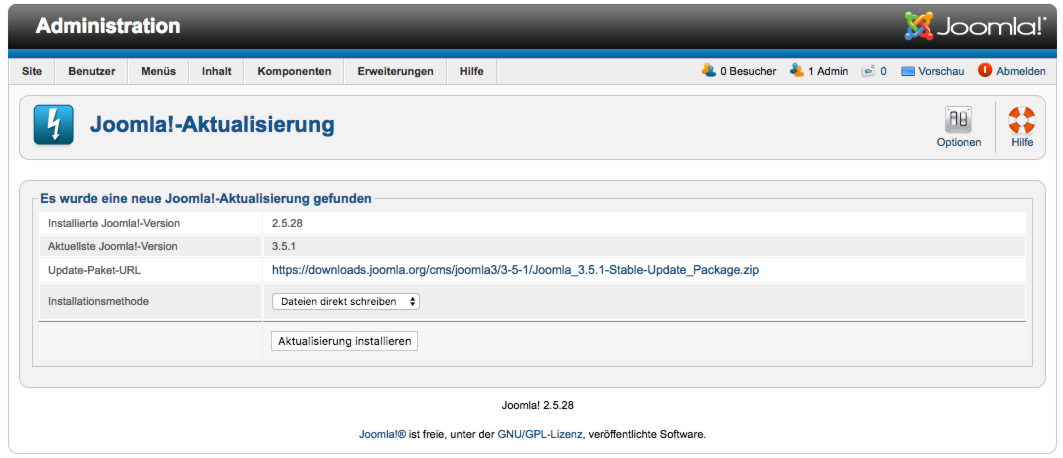 Administration
Joomla!®
Site Benutzer Menüs Inhalt Komponenten Erweiterungen Hilfe 0 Besucher 1 Admin 0 Vorschau Abmelden
Joomla!-Aktualisierung
Optionen Hilfe
Es wurde eine neue Joomla!-Aktualisierung gefunden
Installierte Joomla!-Version 2.5.28
Aktuellste Joomla!-Version 3.5.1
Update-Paket-URL https://downloads.joomla.org/cms/joomla3/3-5-1/Joomla_3.5.1-Stable-Update_Package.zip
Installationsmethode Dateien direkt schreiben
Aktualisierung installieren
Joomla! 2.5.28
Joomla!® ist freie, unter der GNU/GPL-Lizenz, veröffentlichte Software.